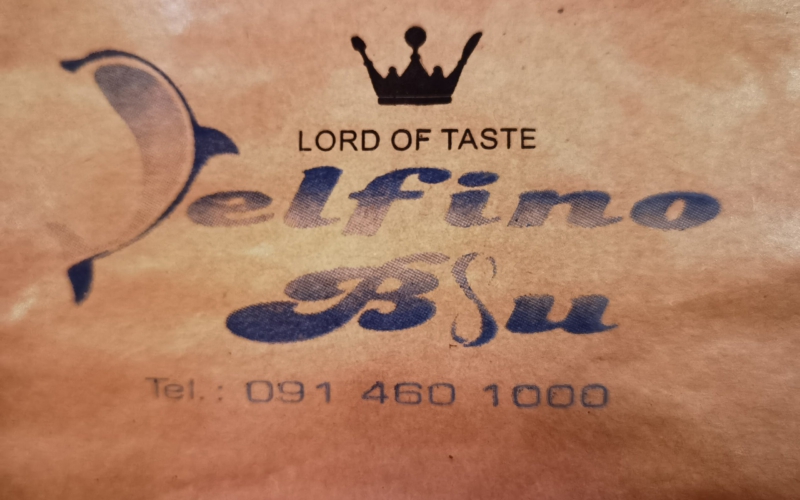 LORD OF TASTE
Delfino
Blu
Tel.: 091 460 1000